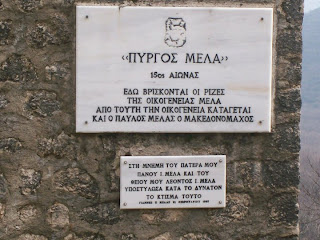 «ΠΥΡΓΟΣ ΜΕΛΑ»
15ος ΑΙΩΝΑΣ
ΕΔΩ ΒΡΙΣΚΟΝΤΑΙ ΟΙ ΡΙΖΕΣ
ΤΗΣ ΟΙΚΟΓΕΝΕΙΑΣ ΜΕΛΑ
ΑΠΟ ΤΟΥΤΗ ΤΗΝ ΟΙΚΟΓΕΝΕΙΑ ΚΑΤΑΓΕΤΑΙ
ΚΑΙ Ο ΠΑΥΛΟΣ ΜΕΛΑΣ Ο ΜΑΚΕΔΟΝΟΜΑΧΟΣ
ΣΤΗ ΜΝΗΜΗ ΤΟΥ ΠΑΤΕΡΑ ΜΟΥ
ΠΑΝΟΥ Ι. ΜΕΛΑ ΚΑΙ ΤΟΥ
ΘΕΙΟΥ ΜΟΥ ΛΕΟΝΤΟΣ Ι. ΜΕΛΑ
ΥΠΟΣΤΥΛΩΣΑ ΚΑΤΑ ΤΟ ΔΥΝΑΤΟΝ
ΤΟ ΚΤΙΣΜΑ ΤΟΥΤΟ